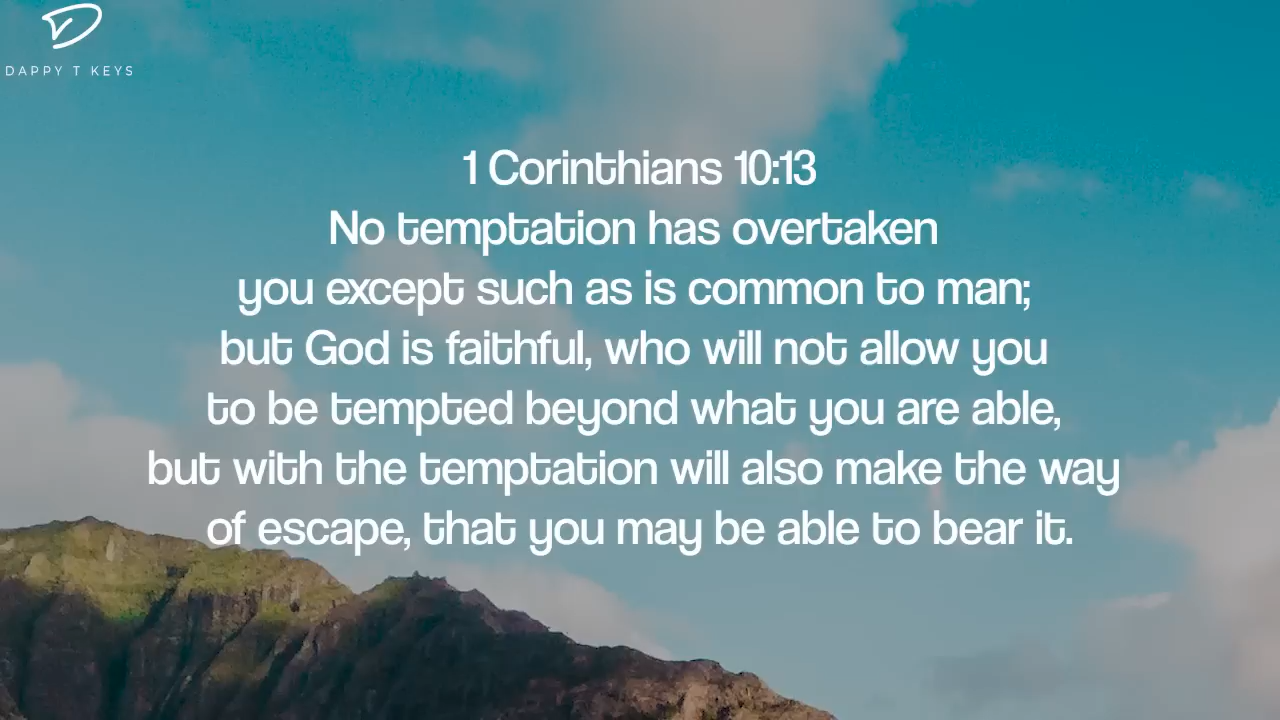 DAPPY T KEYS
1 Corinthians 10:13
No temptation has overtaken
you except such as is common to man;
but God is faithful, who will not allow you
to be tempted beyond what you are able,
but with the temptation will also make the way
of escape, that you may be able to bear it.